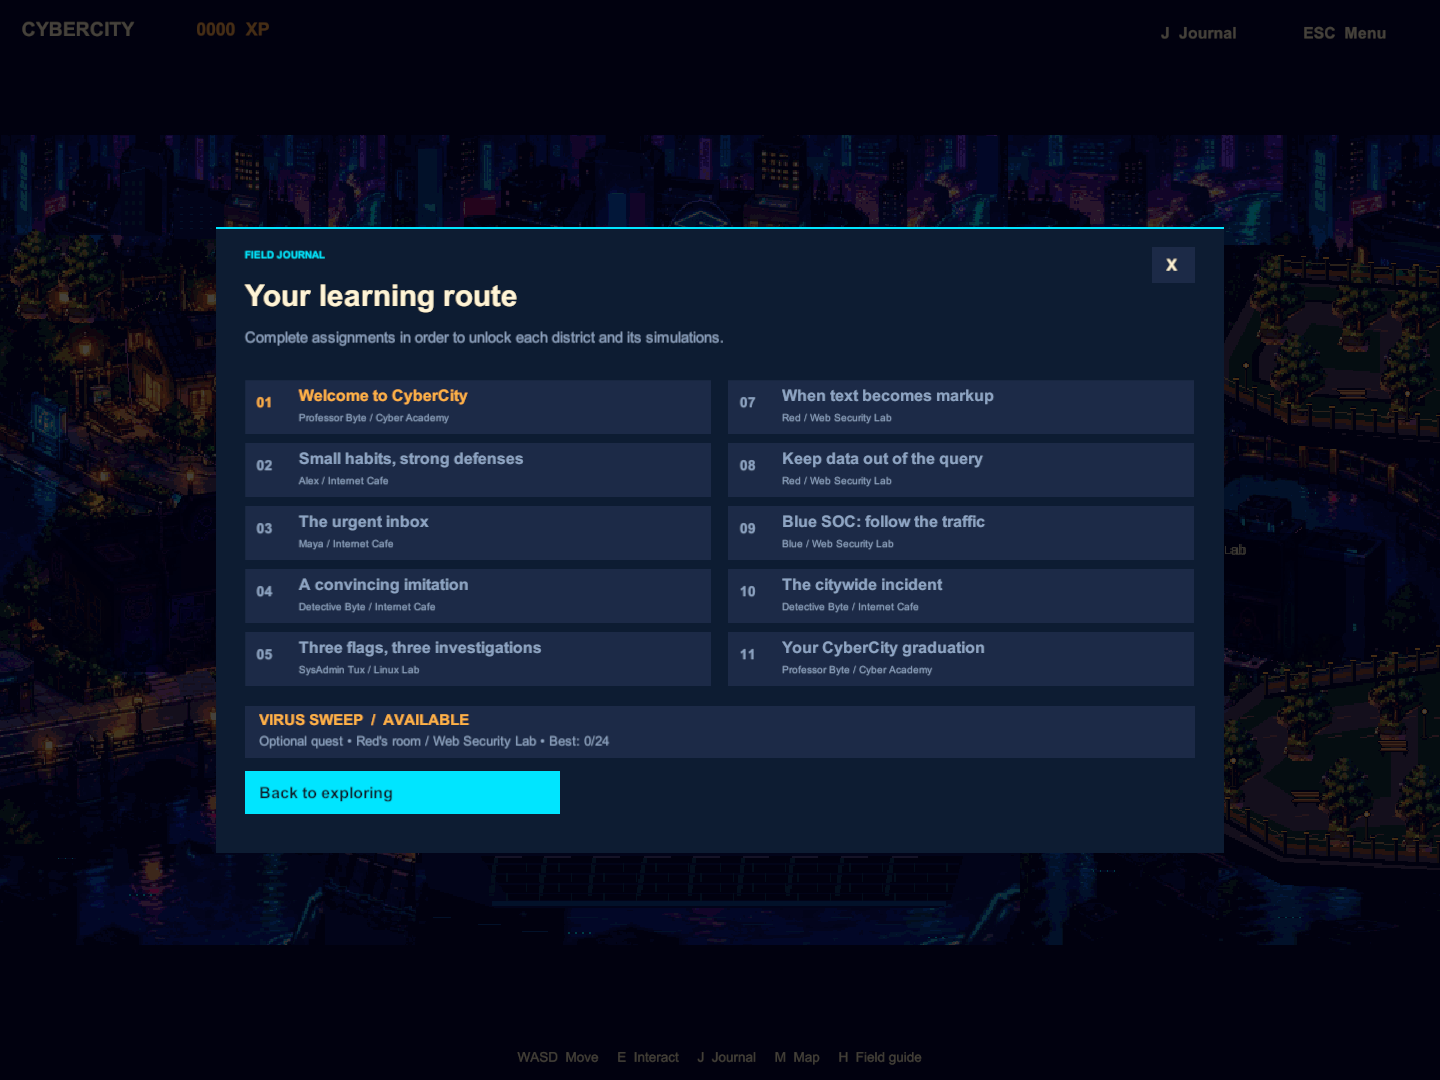 CYBERCITY 0000 XP J Journal ESC Menu
FIELD JOURNAL
X
Your learning route
Complete assignments in order to unlock each district and its simulations.
01 Welcome to CyberCity
Professor Byte / Cyber Academy
02 Small habits, strong defenses
Alex / Internet Cafe
03 The urgent inbox
Maya / Internet Cafe
04 A convincing imitation
Detective Byte / Internet Cafe
05 Three flags, three investigations
SysAdmin Tux / Linux Lab
07 When text becomes markup
Red / Web Security Lab
08 Keep data out of the query
Red / Web Security Lab
09 Blue SOC: follow the traffic
Blue / Web Security Lab
10 The citywide incident
Detective Byte / Internet Cafe
11 Your CyberCity graduation
Professor Byte / Cyber Academy
VIRUS SWEEP / AVAILABLE
Optional quest • Red's room / Web Security Lab • Best: 0/24
Back to exploring
Lab
WASD Move E Interact J Journal M Map H Field guide